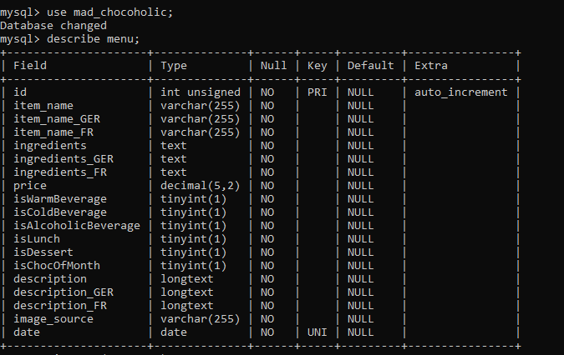 mysql> use mad_chocoholic;
Database changed
mysql> describe menu;
+--------------------+--------------+------+-----+---------+----------------+
| Field              | Type         | Null | Key | Default | Extra          |
+--------------------+--------------+------+-----+---------+----------------+
| id                 | int unsigned | NO   | PRI | NULL    | auto_increment |
| item_name          | varchar(255) | NO   |     | NULL    |                |
| item_name_GER      | varchar(255) | NO   |     | NULL    |                |
| item_name_FR       | varchar(255) | NO   |     | NULL    |                |
| ingredients        | text         | NO   |     | NULL    |                |
| ingredients_GER    | text         | NO   |     | NULL    |                |
| ingredients_FR     | text         | NO   |     | NULL    |                |
| price              | decimal(5,2) | NO   |     | NULL    |                |
| isWarmBeverage     | tinyint(1)   | NO   |     | NULL    |                |
| isColdBeverage     | tinyint(1)   | NO   |     | NULL    |                |
| isAlcoholicBeverage | tinyint(1)   | NO   |     | NULL    |                |
| isLunch            | tinyint(1)   | NO   |     | NULL    |                |
| isDessert          | tinyint(1)   | NO   |     | NULL    |                |
| isChocOfMonth      | tinyint(1)   | NO   |     | NULL    |                |
| description        | longtext     | NO   |     | NULL    |                |
| description_GER    | longtext     | NO   |     | NULL    |                |
| description_FR     | longtext     | NO   |     | NULL    |                |
| image_source       | varchar(255) | NO   |     | NULL    |                |
| date               | date         | NO   | UNI | NULL    |                |
+--------------------+--------------+------+-----+---------+----------------+